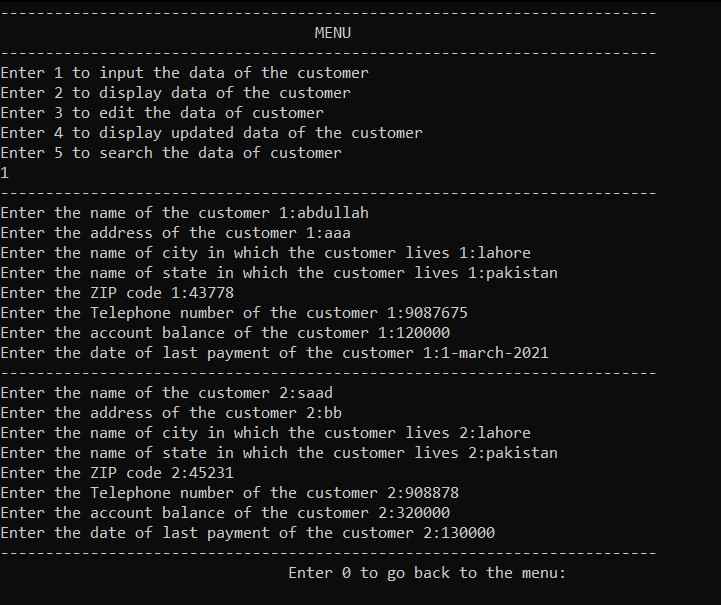 -------------------------------------------------------------------------
MENU
-------------------------------------------------------------------------
Enter 1 to input the data of the customer
Enter 2 to display data of the customer
Enter 3 to edit the data of customer
Enter 4 to display updated data of the customer
Enter 5 to search the data of customer
1
-------------------------------------------------------------------------
Enter the name of the customer 1:abdullah
Enter the address of the customer 1:aaa
Enter the name of city in which the customer lives 1:lahore
Enter the name of state in which the customer lives 1:pakistan
Enter the ZIP code 1:43778
Enter the Telephone number of the customer 1:9087675
Enter the account balance of the customer 1:120000
Enter the date of last payment of the customer 1:1-march-2021
-------------------------------------------------------------------------
Enter the name of the customer 2:saad
Enter the address of the customer 2:bb
Enter the name of city in which the customer lives 2:lahore
Enter the name of state in which the customer lives 2:pakistan
Enter the ZIP code 2:45231
Enter the Telephone number of the customer 2:908878
Enter the account balance of the customer 2:320000
Enter the date of last payment of the customer 2:130000
-------------------------------------------------------------------------
Enter 0 to go back to the menu: